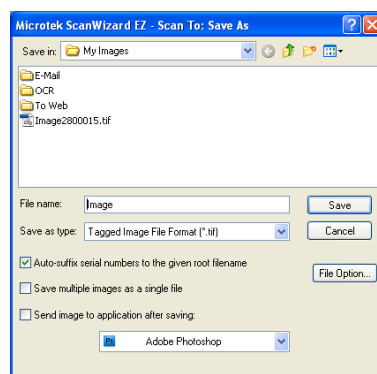 Microtek ScanWizard EZ - Scan To: Save As
Save in: My Images
E-Mail
OCR
To Web
Image2800015.tif
File name: Image Save
Save as type: Tagged Image File Format (*.tif) Cancel
Auto-suffix serial numbers to the given root filename
File Option...
Save multiple images as a single file
Send image to application after saving:
Ps Adobe Photoshop